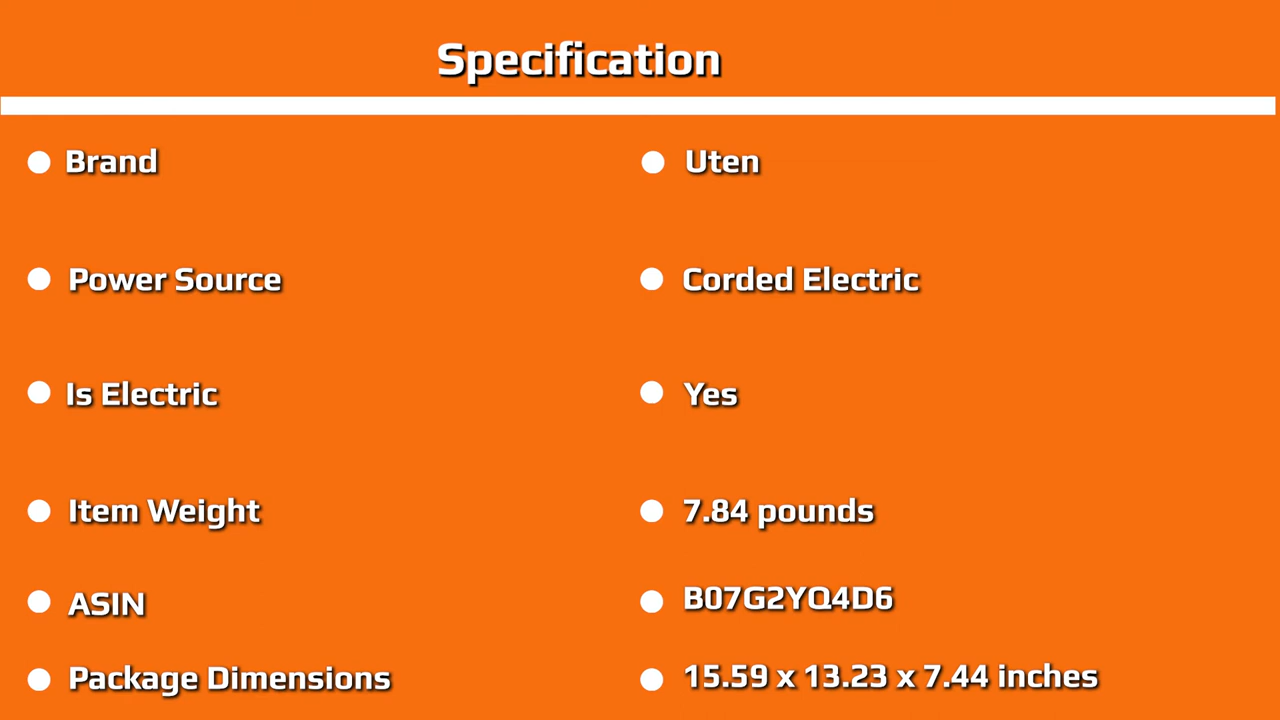 Specification
Brand
Uten
Power Source
Corded Electric
Is Electric
Yes
Item Weight
7.84 pounds
ASIN
B07G2YQ4D6
Package Dimensions
15.59 x 13.23 x 7.44 inches